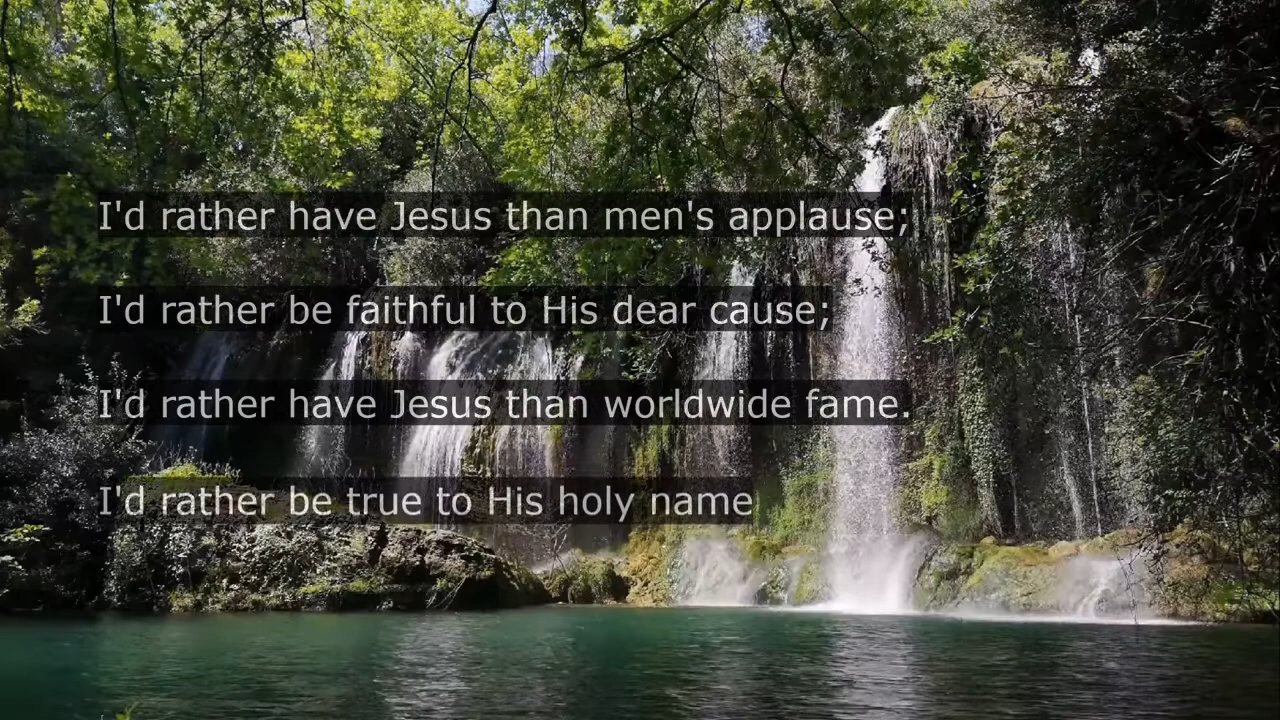 I'd rather have Jesus than men's applause;
I'd rather be faithful to His dear cause;
I'd rather have Jesus than worldwide fame.
I'd rather be true to His holy name